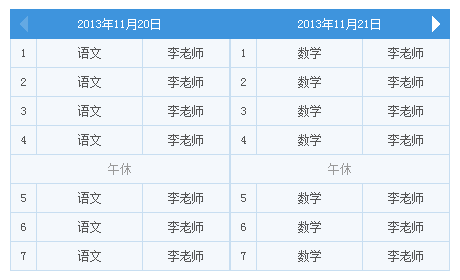 2013年11月20日 2013年11月21日
1 语文 李老师 1 数学 李老师
2 语文 李老师 2 数学 李老师
3 语文 李老师 3 数学 李老师
4 语文 李老师 4 数学 李老师
午休 午休
5 语文 李老师 5 数学 李老师
6 语文 李老师 6 数学 李老师
7 语文 李老师 7 数学 李老师